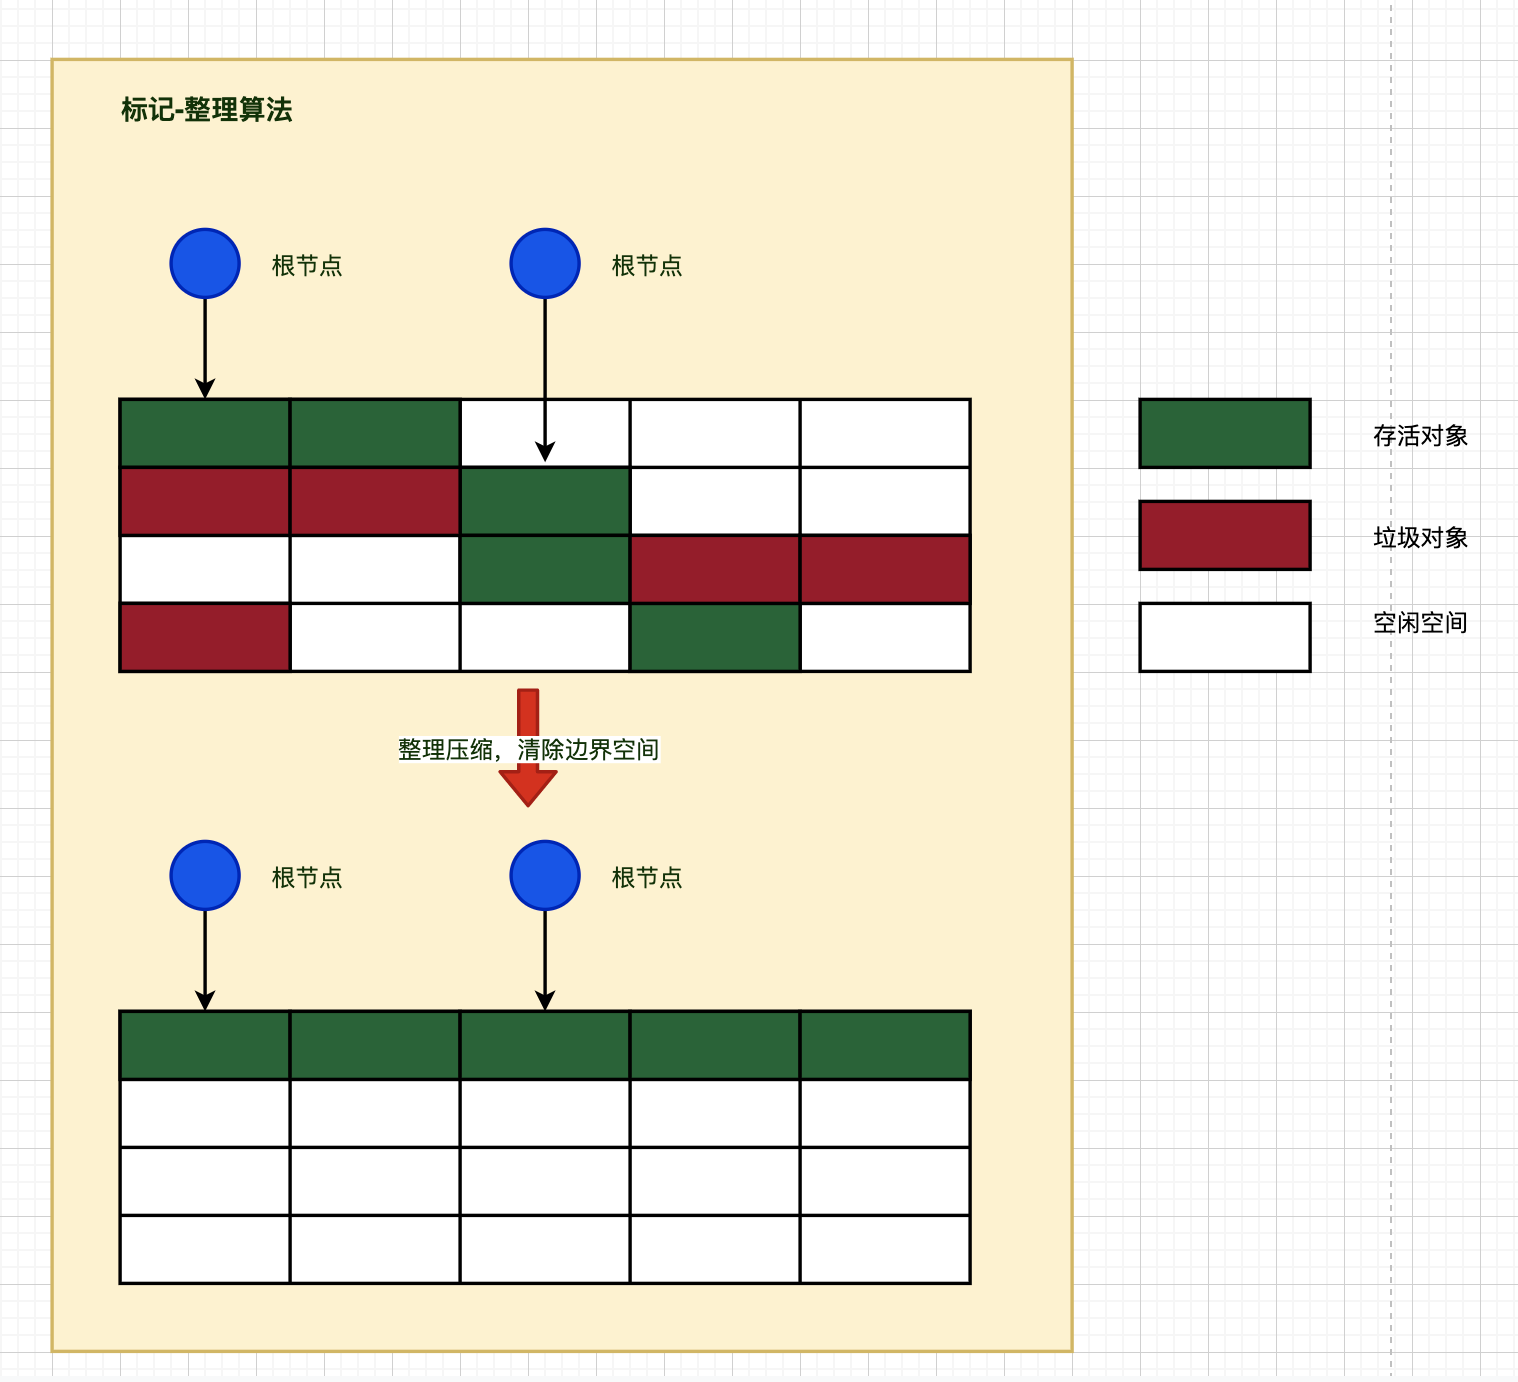 标记-整理算法
根节点
根节点
存活对象
垃圾对象
空闲空间
整理压缩，清除边界空间
根节点
根节点